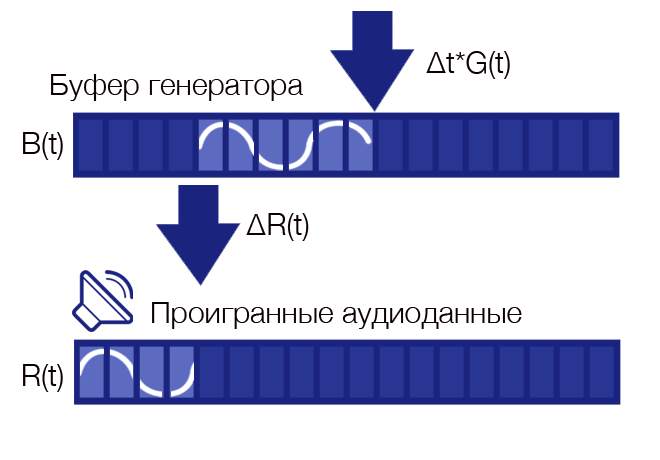 Δt*G(t)
Буфер генератора
B(t)
ΔR(t)
Проигранные аудиоданные
R(t)